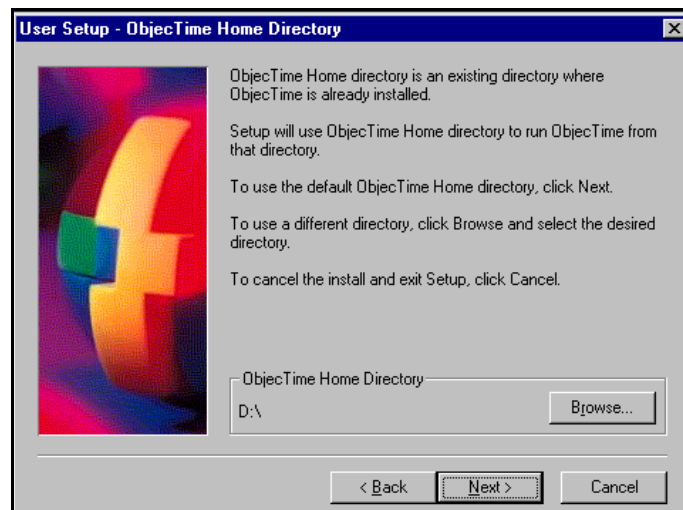 User Setup - ObjecTime Home Directory
ObjecTime Home directory is an existing directory where
ObjecTime is already installed.
Setup will use ObjecTime Home directory to run ObjecTime from
that directory.
To use the default ObjecTime Home directory, click Next.
To use a different directory, click Browse and select the desired
directory.
To cancel the install and exit Setup, click Cancel.
ObjecTime Home Directory
D:\
Browse...
< Back
Next >
Cancel